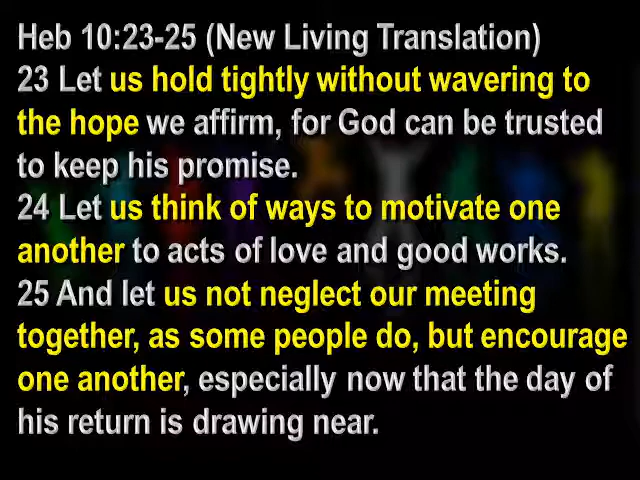 Heb 10:23-25 (New Living Translation)
23 Let us hold tightly without wavering to
the hope we affirm, for God can be trusted
to keep his promise.
24 Let us think of ways to motivate one
another to acts of love and good works.
25 And let us not neglect our meeting
together, as some people do, but encourage
one another, especially now that the day of
his return is drawing near.